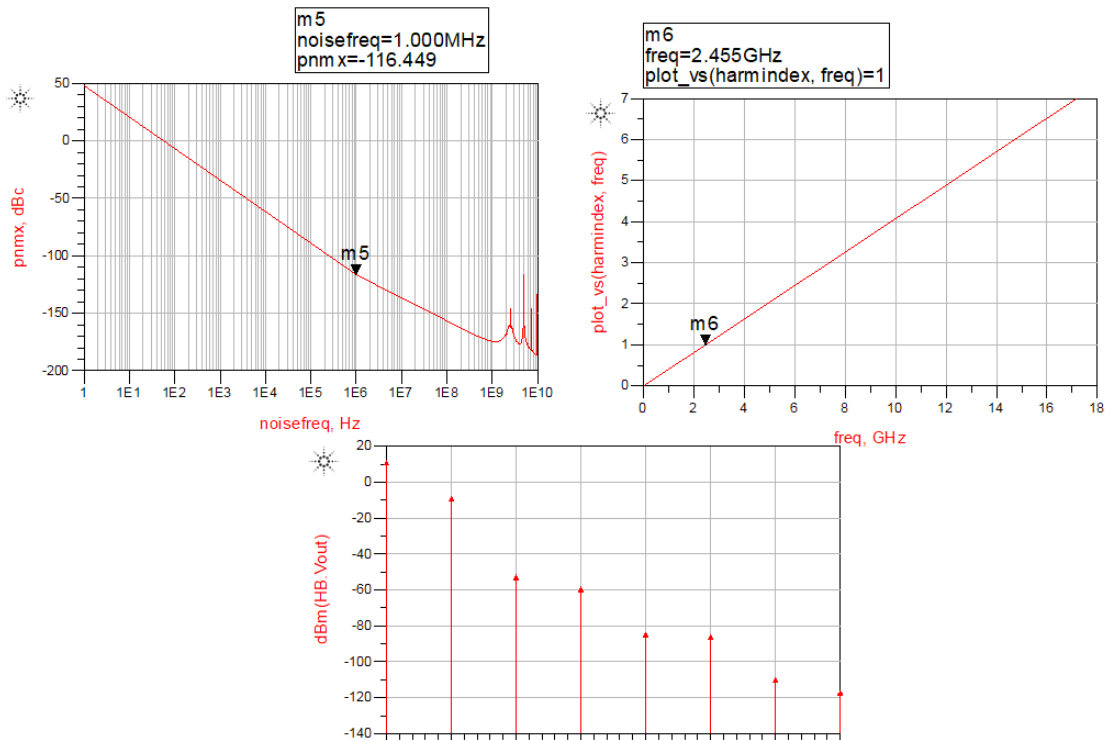 m5
noisefreq=1.000MHz
pnmx=-116.449
m6
freq=2.455GHz
plot_vs(harmindex, freq)=1
50
0
-50
-100
-150
-200
pnmx, dBc
m5
1
1E1
1E2
1E3
1E4
1E5
1E6
1E7
1E8
1E9
1E10
noisefreq, Hz
7
6
5
4
3
2
1
0
plot_vs(harmindex, freq)
m6
0
2
4
6
8
10
12
14
16
18
freq, GHz
20
0
-20
-40
-60
-80
-100
-120
-140
dBm(HB.Vout)